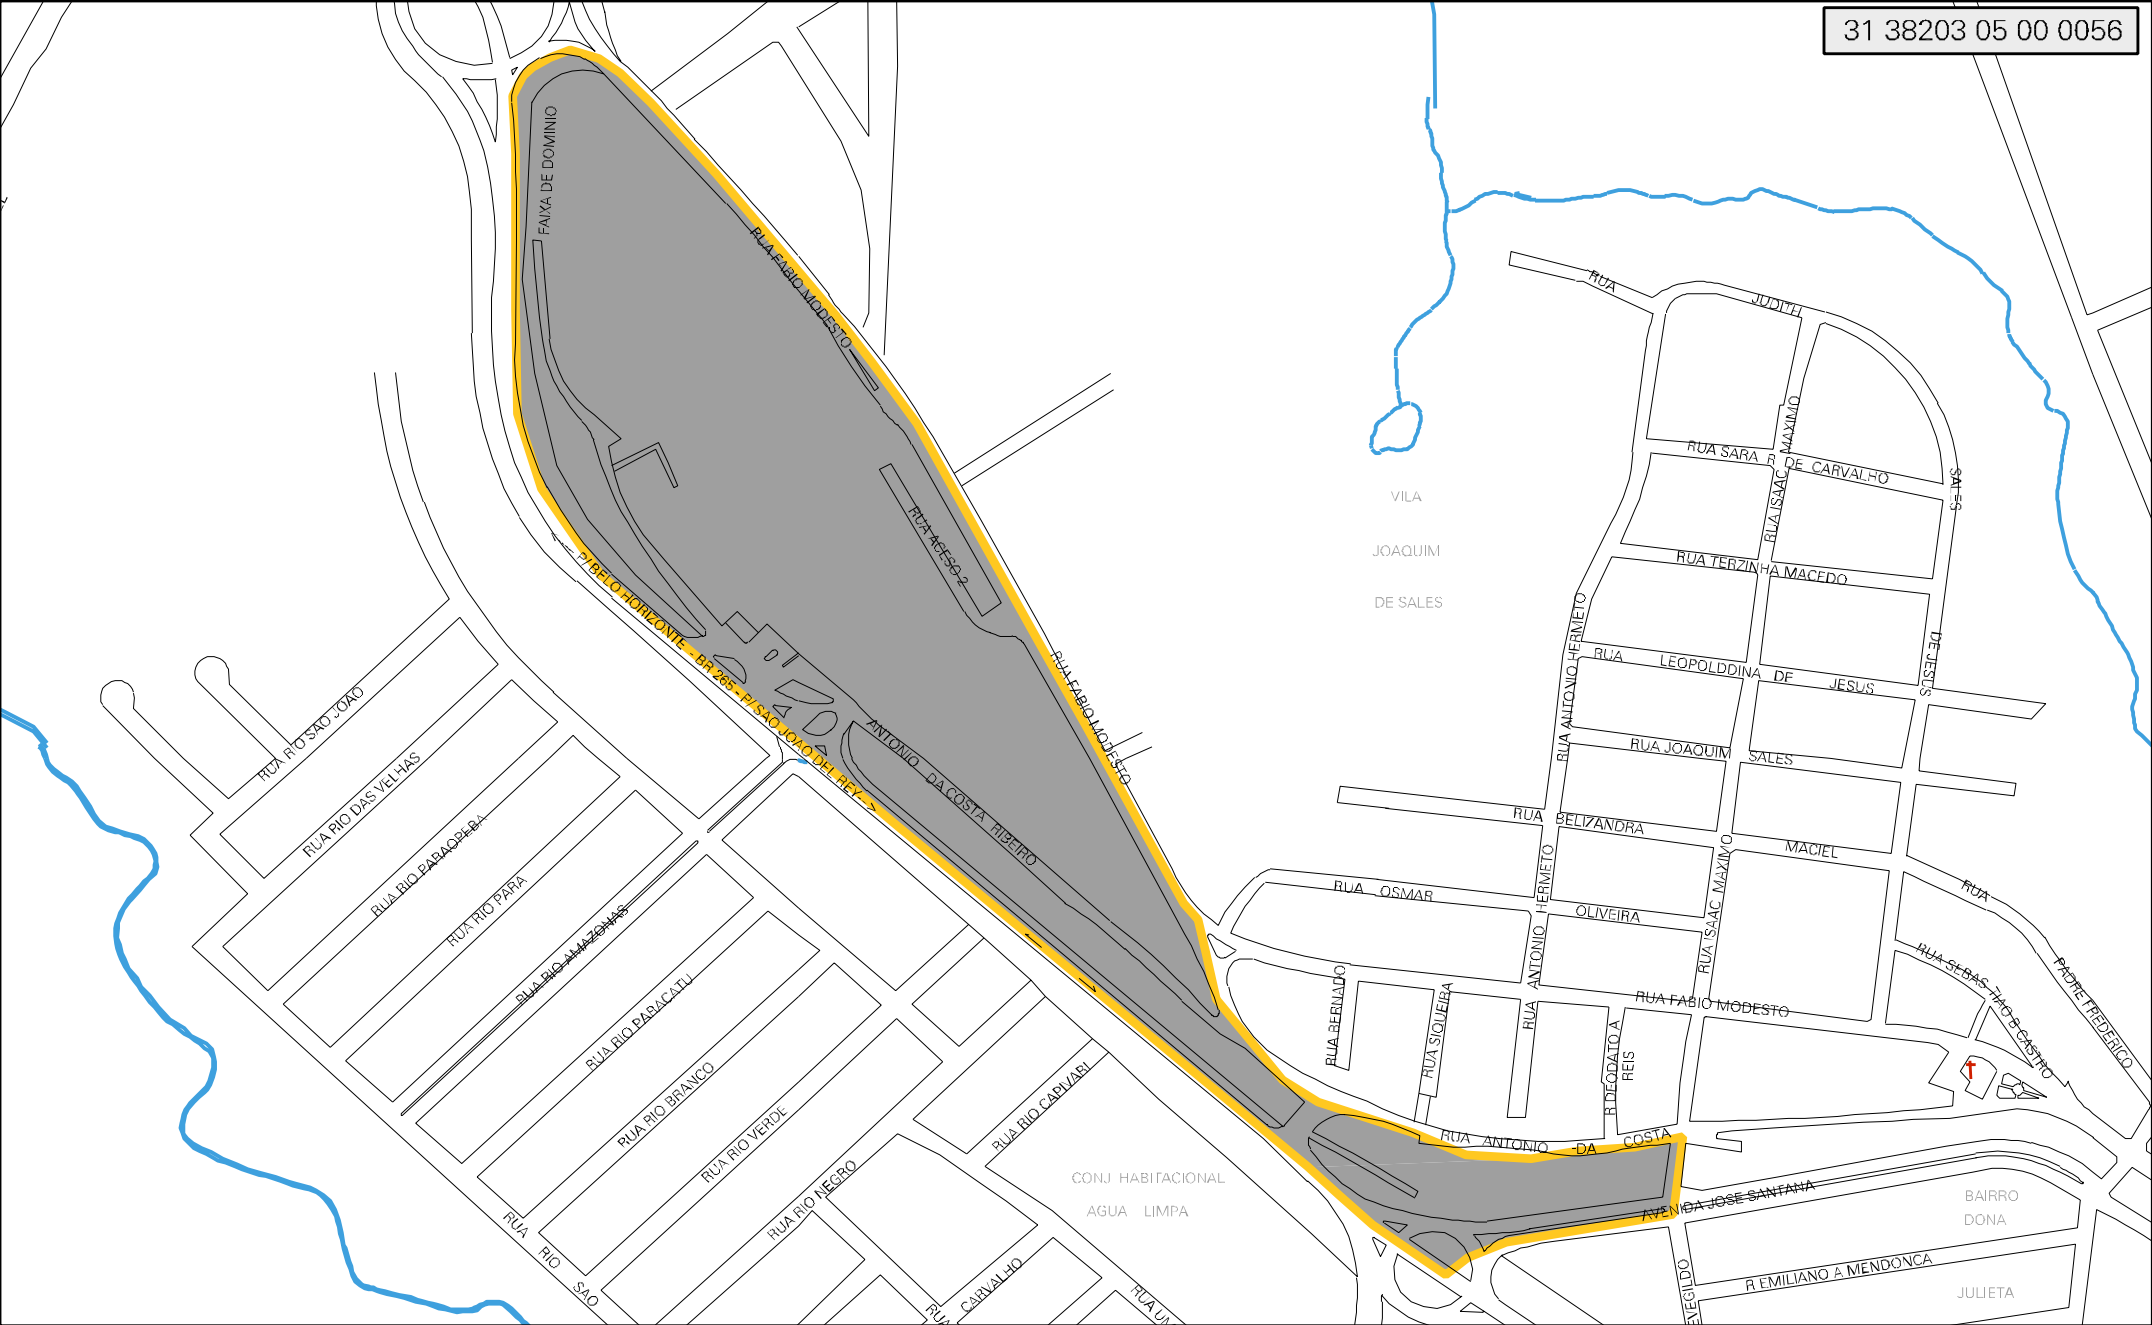 31 38203 05 00 0056
FAIXA DE DOMINIO
RUA FABIO MODESTO
RUA
JUDITH
SALES
DE JESUS
RUA SARA R DE CARVALHO
RUA ISAAC MAXIMO
VILA
JOAQUIM
DE SALES
RUA ACESO 2
<--- P/ BELO HORIZONTE - BR 265 - P/ SAO JOAO DEL REY--->
RUA TERZINHA MACEDO
RUA ANTONIO HERMETO
RUA LEOPOLDDINA DE JESUS
RUA FABIO MODESTO
RUA RIO SAO JOAO
RUA JOAQUIM SALES
ANTONIO DA COSTA RIBEIRO
RUA RIO DAS VELHAS
RUA BELIZANDRA MACIEL
RUA RIO PARAOPEBA
RUA OSMAR OLIVEIRA
RUA ANTONIO HERMETO
RUA ISAAC MAXIMO
RUA PADRE FREDERICO
RUA RIO PARA
RUA RIO AMAZONAS
RUA SEBASTIAO B CASTRO
RUA BERNADO
RUA SIQUEIRA
RUA FABIO MODESTO
RUA RIO PARACATU
R DEODATO A
REIS
RUA RIO BRANCO
RUA RIO CAPIVARI
RUA RIO VERDE
RUA ANTONIO DA COSTA
RUA RIO NEGRO
CONJ HABITACIONAL
AGUA LIMPA
AVENIDA JOSE SANTANA
BAIRRO
DONA
JULIETA
RUA RIO SAO
R EMILIANO A MENDONCA
CARVALHO
RUA
RUA
EVEGILDO